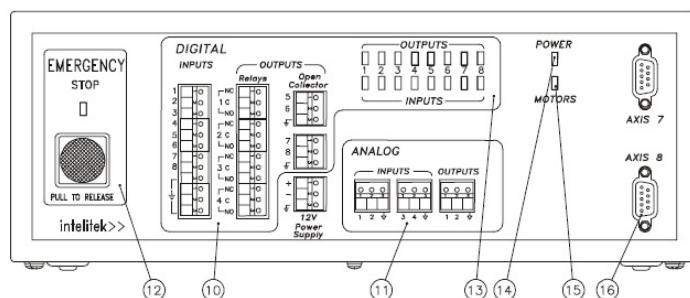 EMERGENCY
STOP
PULL TO RELEASE
intelitek>>
DIGITAL
INPUTS
1
2
3
4
5
6
7
8
OUTPUTS
Relays
NC
1 C
NO
NC
2 C
NO
NC
3 C
NO
NC
4 C
NO
Open
Collector
5
6
7
8
+
-
12V
Power
Supply
OUTPUTS
1 2 3 4 5 6 7 8
INPUTS
ANALOG
INPUTS OUTPUTS
1 2 3 4 1 2
POWER
MOTORS
AXIS 7
AXIS 8
12 10 11 13 14 15 16